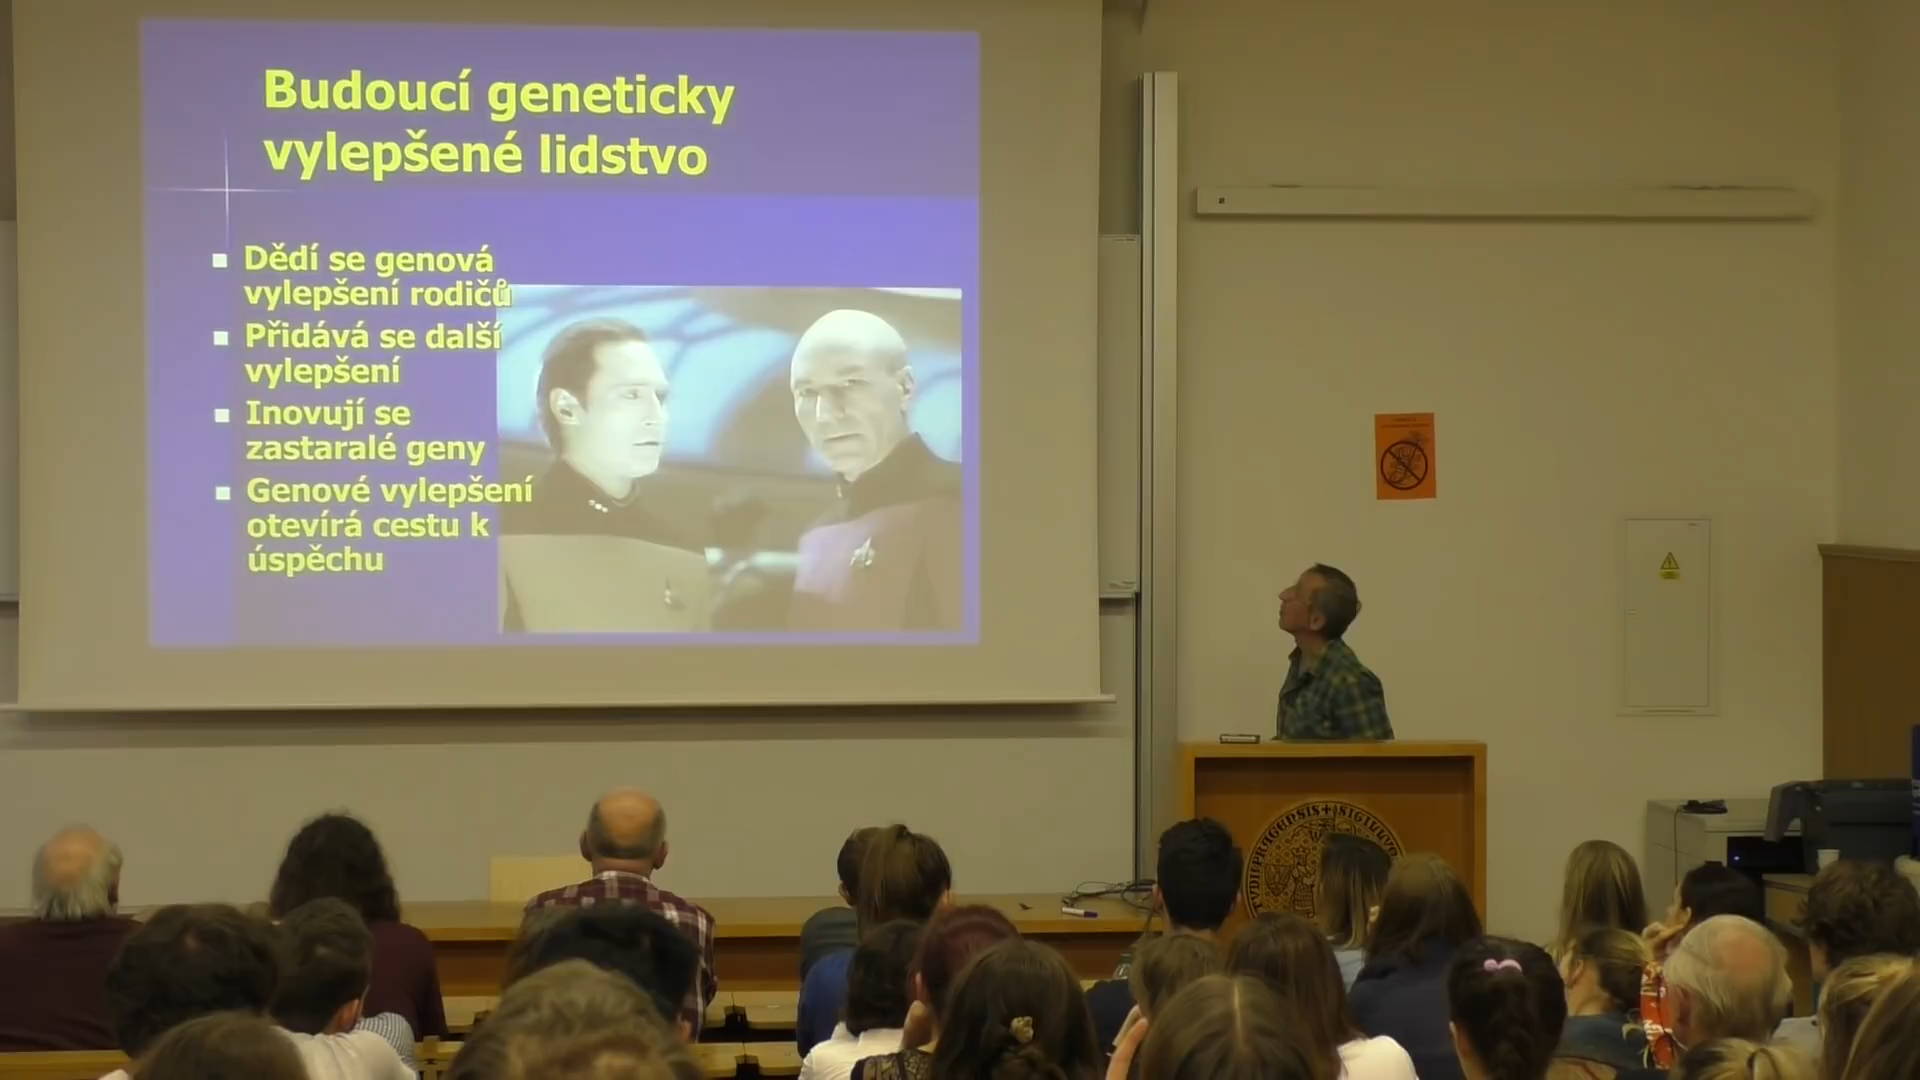 Budoucí geneticky
vylepšené lidstvo
Dědí se genová
vylepšení rodičů
Přidává se další
vylepšení
Inovují se
zastaralé geny
Genové vylepšení
otevírá cestu k
úspěchu